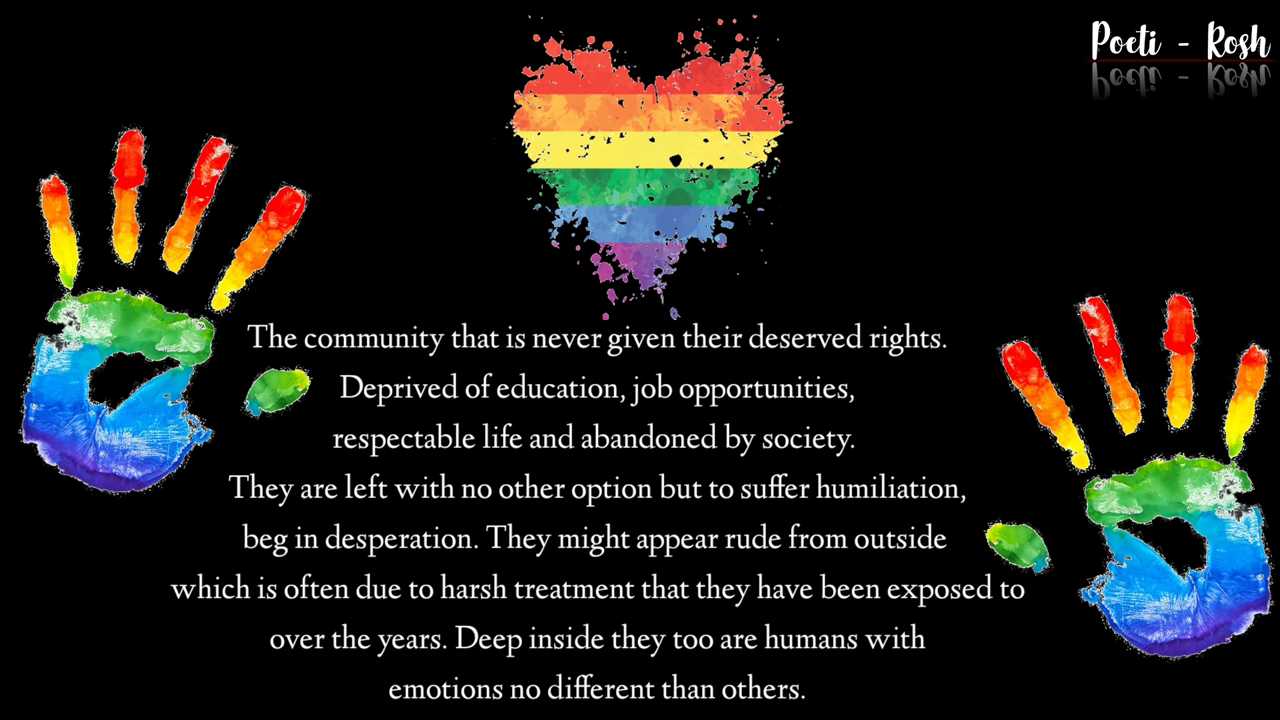 Poeti - Rosh
The community that is never given their deserved rights.
Deprived of education, job opportunities,
respectable life and abandoned by society.
They are left with no other option but to suffer humiliation,
beg in desperation. They might appear rude from outside
which is often due to harsh treatment that they have been exposed to
over the years. Deep inside they too are humans with
emotions no different than others.